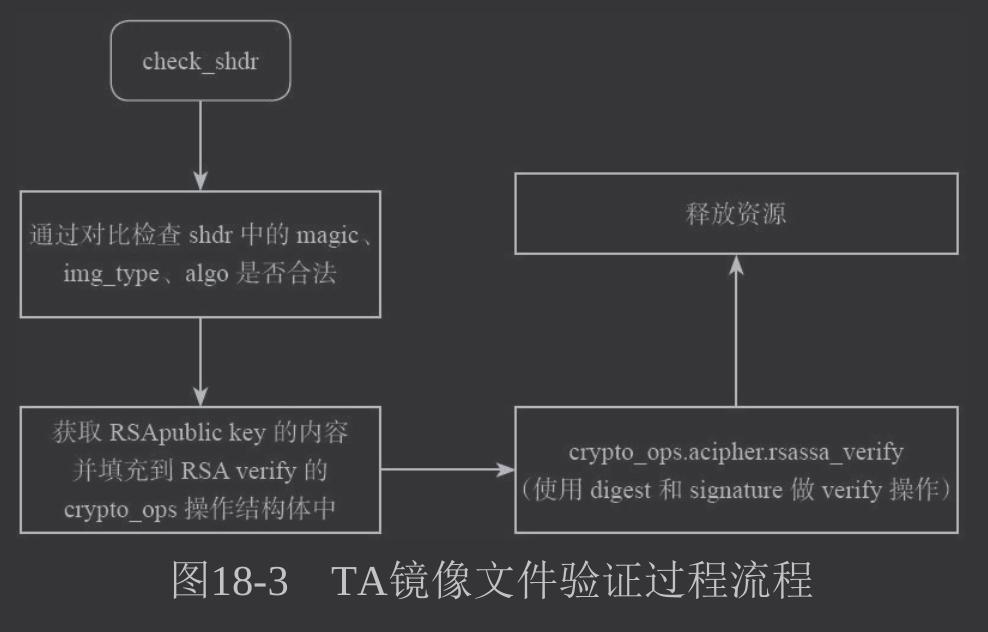 check_shdr
通过对比检查 shdr 中的 magic、
img_type、algo 是否合法
获取 RSApublic key 的内容
并填充到 RSA verify 的
crypto_ops 操作结构体中
crypto_ops.acipher.rsassa_verify
（使用 digest 和 signature 做 verify 操作）
释放资源
图18-3 TA镜像文件验证过程流程